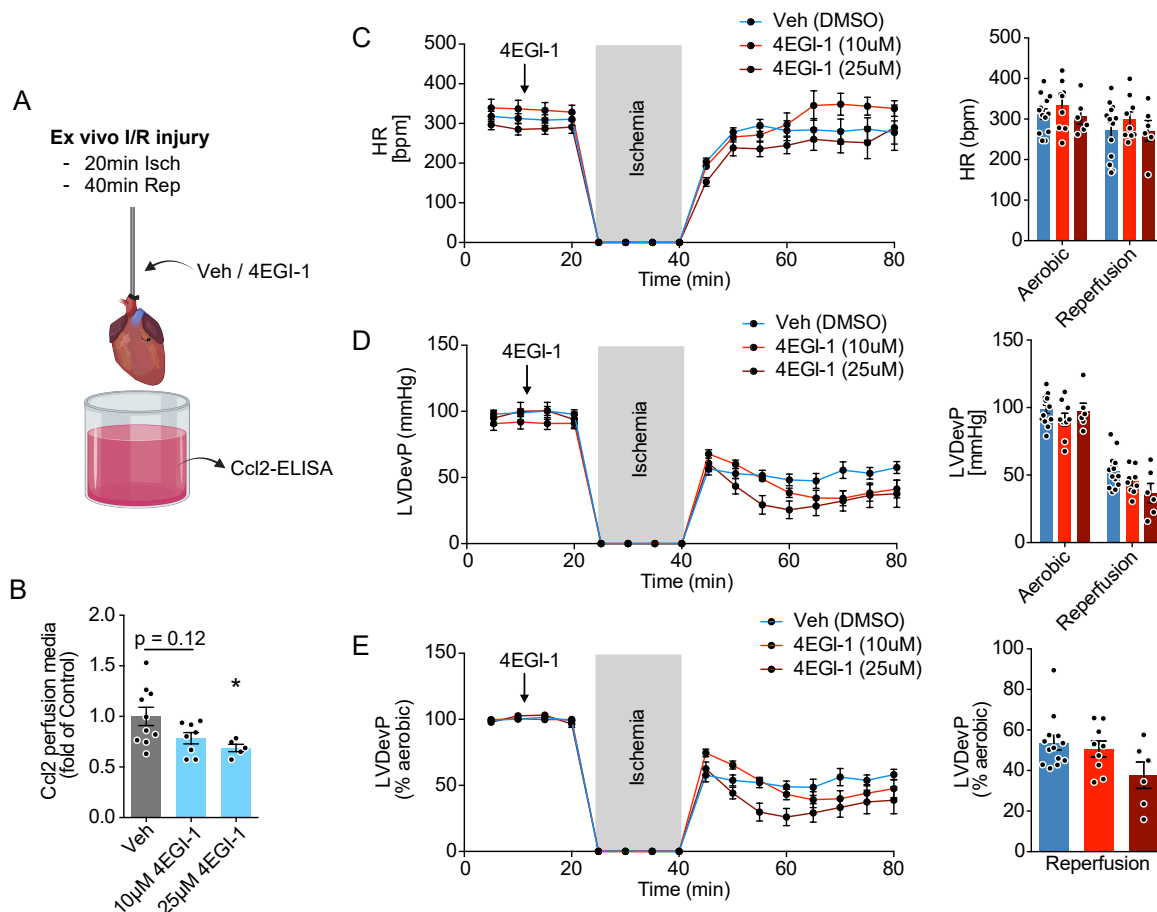 A
Ex vivo I/R injury
- 20min Isch
- 40min Rep
Veh / 4EGI-1
Ccl2-ELISA
B
Ccl2 perfusion media
(fold of Control)
2.0
1.5
1.0
0.5
0.0
p = 0.12
*
Veh
10µM 4EGI-1
25µM 4EGI-1
C
Veh (DMSO)
4EGI-1 (10uM)
4EGI-1 (25uM)
4EGI-1
Ischemia
HR
[bpm]
500
400
300
200
100
0
0 20 40 60 80
Time (min)
HR (bpm)
500
400
300
200
100
0
Aerobic
Reperfusion
D
Veh (DMSO)
4EGI-1 (10uM)
4EGI-1 (25uM)
4EGI-1
Ischemia
LVDevP (mmHg)
150
100
50
0
0 20 40 60 80
Time (min)
LVDevP
[mmHg]
150
100
50
0
Aerobic
Reperfusion
E
Veh (DMSO)
4EGI-1 (10uM)
4EGI-1 (25uM)
4EGI-1
Ischemia
LVDevP
(% aerobic)
150
100
50
0
0 20 40 60 80
Time (min)
LVDevP
(% aerobic)
100
80
60
40
20
0
Reperfusion